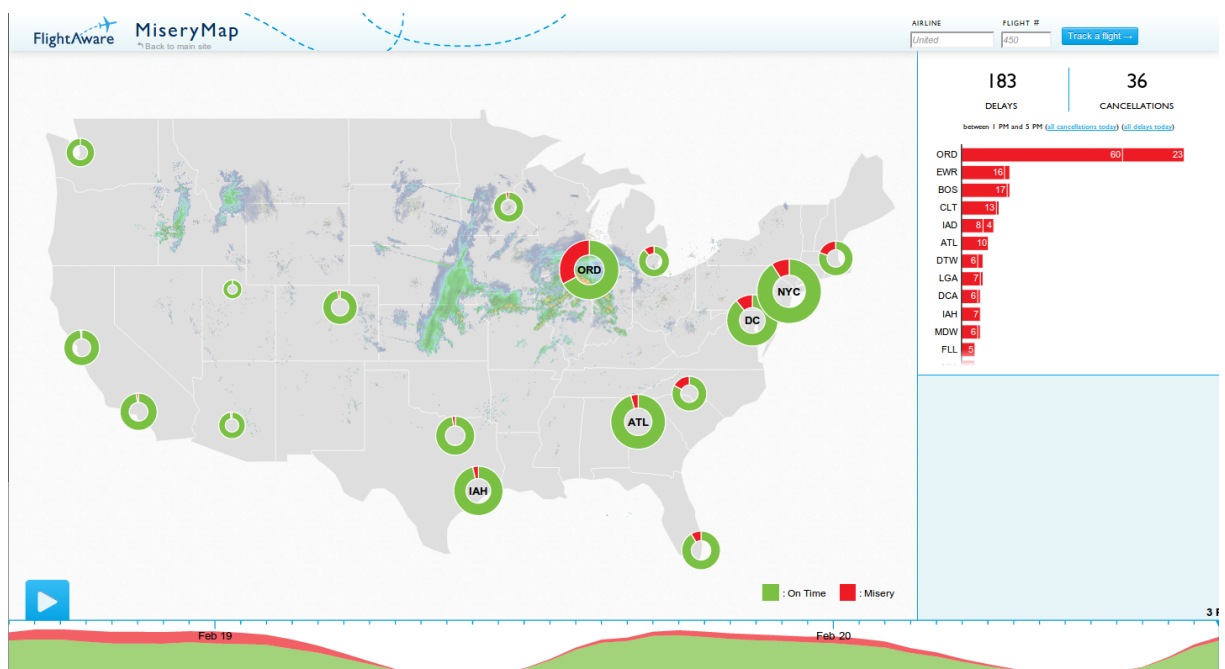 FlightAware
MiseryMap
↰Back to main site
AIRLINE
FLIGHT #
United
450
Track a flight →
183
DELAYS
36
CANCELLATIONS
between 1 PM and 5 PM (all cancellations today) (all delays today)
ORD 60 23
EWR 16
BOS 17
CLT 13
IAD 8 4
ATL 10
DTW 6
LGA 7
DCA 6
IAH 7
MDW 6
FLL 5
ORD
NYC
DC
ATL
IAH
: On Time
: Misery
3 P
Feb 19
Feb 20